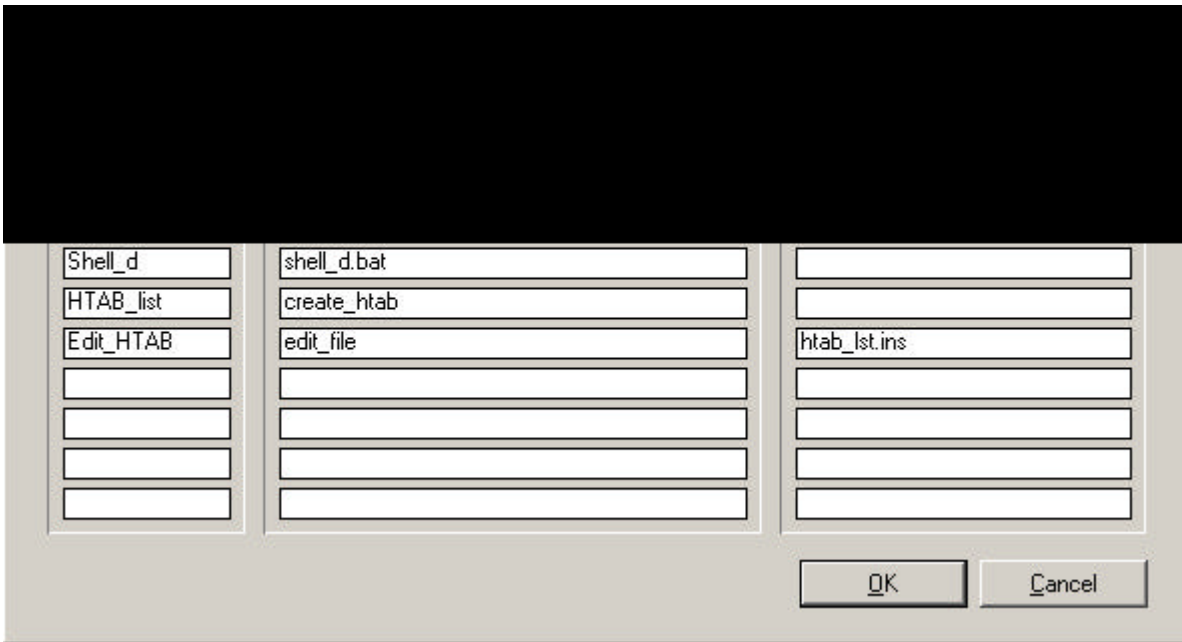 Shell_d shell_d.bat
HTAB_list create_htab
Edit_HTAB edit_file htab_lst.ins
OK Cancel